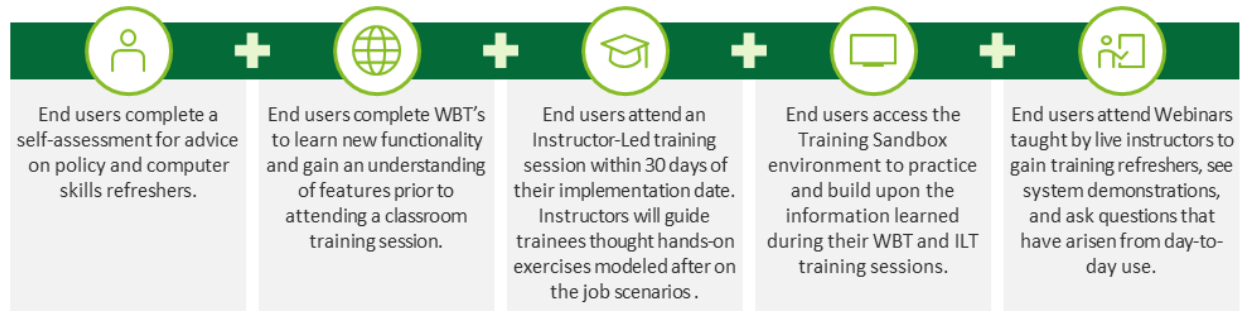 End users complete a
self-assessment for advice
on policy and computer
skills refreshers.
End users complete WBT's
to learn new functionality
and gain an understanding
of features prior to
attending a classroom
training session.
End users attend an
Instructor-Led training
session within 30 days of
their implementation date.
Instructors will guide
trainees thought hands-on
exercises modeled after on
the job scenarios .
End users access the
Training Sandbox
environment to practice
and build upon the
information learned
during their WBT and ILT
training sessions.
End users attend Webinars
taught by live instructors to
gain training refreshers, see
system demonstrations,
and ask questions that
have arisen from day-to-
day use.